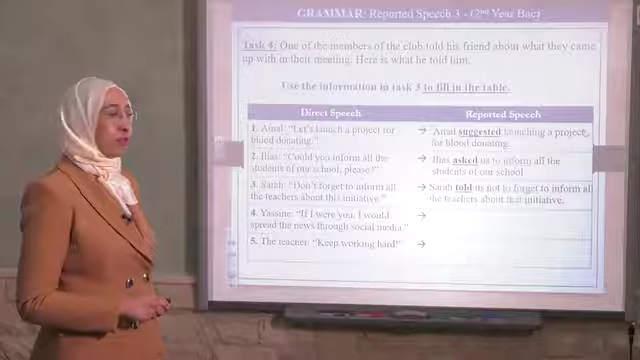 GRAMMAR: Reported Speech 3 - (2nd Year Bac)
Task 4: One of the members of the club told his friend about what they came
up with in their meeting. Here is what he told him.
Use the information in task 3 to fill in the table.
Direct Speech
Reported Speech
1. Amal: "Let's launch a project for
blood donating."
→ Amal suggested launching a project
for blood donating.
2. Ilias: "Could you inform all the
students of our school, please?"
→ Ilias asked us to inform all the
students of our school
3. Sarah: "Don't forget to inform all
the teachers about this initiative."
→ Sarah told us not to forget to inform all
the teachers about that initiative.
4. Yassine: "If I were you, I would
spread the news through social media."
→
5. The teacher: "Keep working hard!"
→